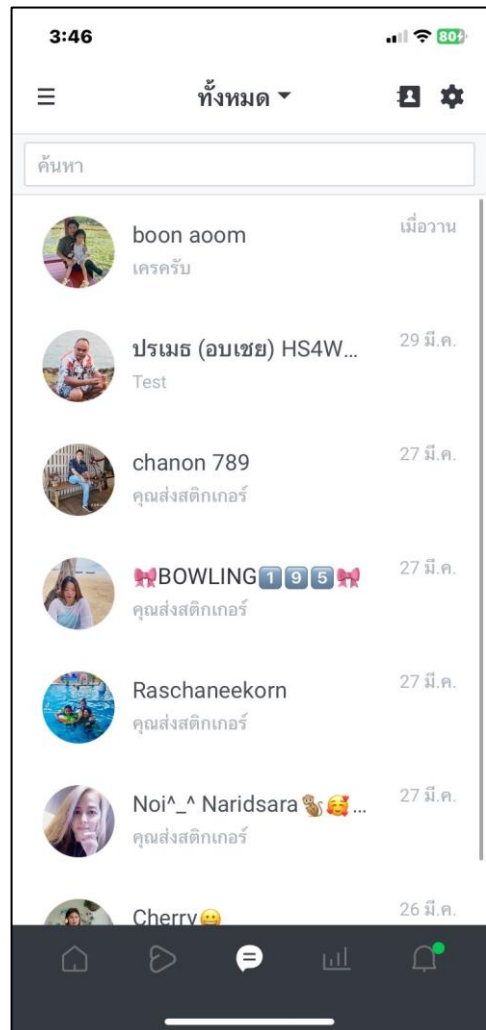 3:46
80
ทั้งหมด
ค้นหา
boon aoom
เมื่อวาน
เครครับ
ปรเมธ (อบเชย) HS4W...
29 มี.ค.
Test
chanon 789
27 มี.ค.
คุณส่งสติกเกอร์
🎀BOWLING1️⃣9️⃣5️⃣🎀
27 มี.ค.
คุณส่งสติกเกอร์
Raschaneekorn
27 มี.ค.
คุณส่งสติกเกอร์
Noi^_^ Naridsara🐒🥰...
27 มี.ค.
คุณส่งสติกเกอร์
Cherry😀
26 มี.ค.